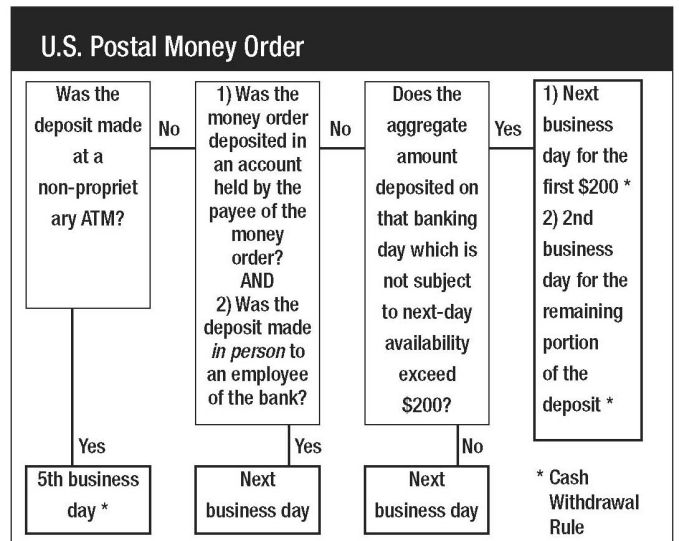 U.S. Postal Money Order
Was the
deposit made
at a
non-propriet
ary ATM?
No
1) Was the
money order
deposited in
an account
held by the
payee of the
money
order?
AND
2) Was the
deposit made
in person to
an employee
of the bank?
No
Does the
aggregate
amount
deposited on
that banking
day which is
not subject
to next-day
availability
exceed
$200?
Yes
1) Next
business
day for the
first $200 *
2) 2nd
business
day for the
remaining
portion
of the
deposit *
Yes
5th business
day *
Yes
Next
business day
No
Next
business day
* Cash
Withdrawal
Rule